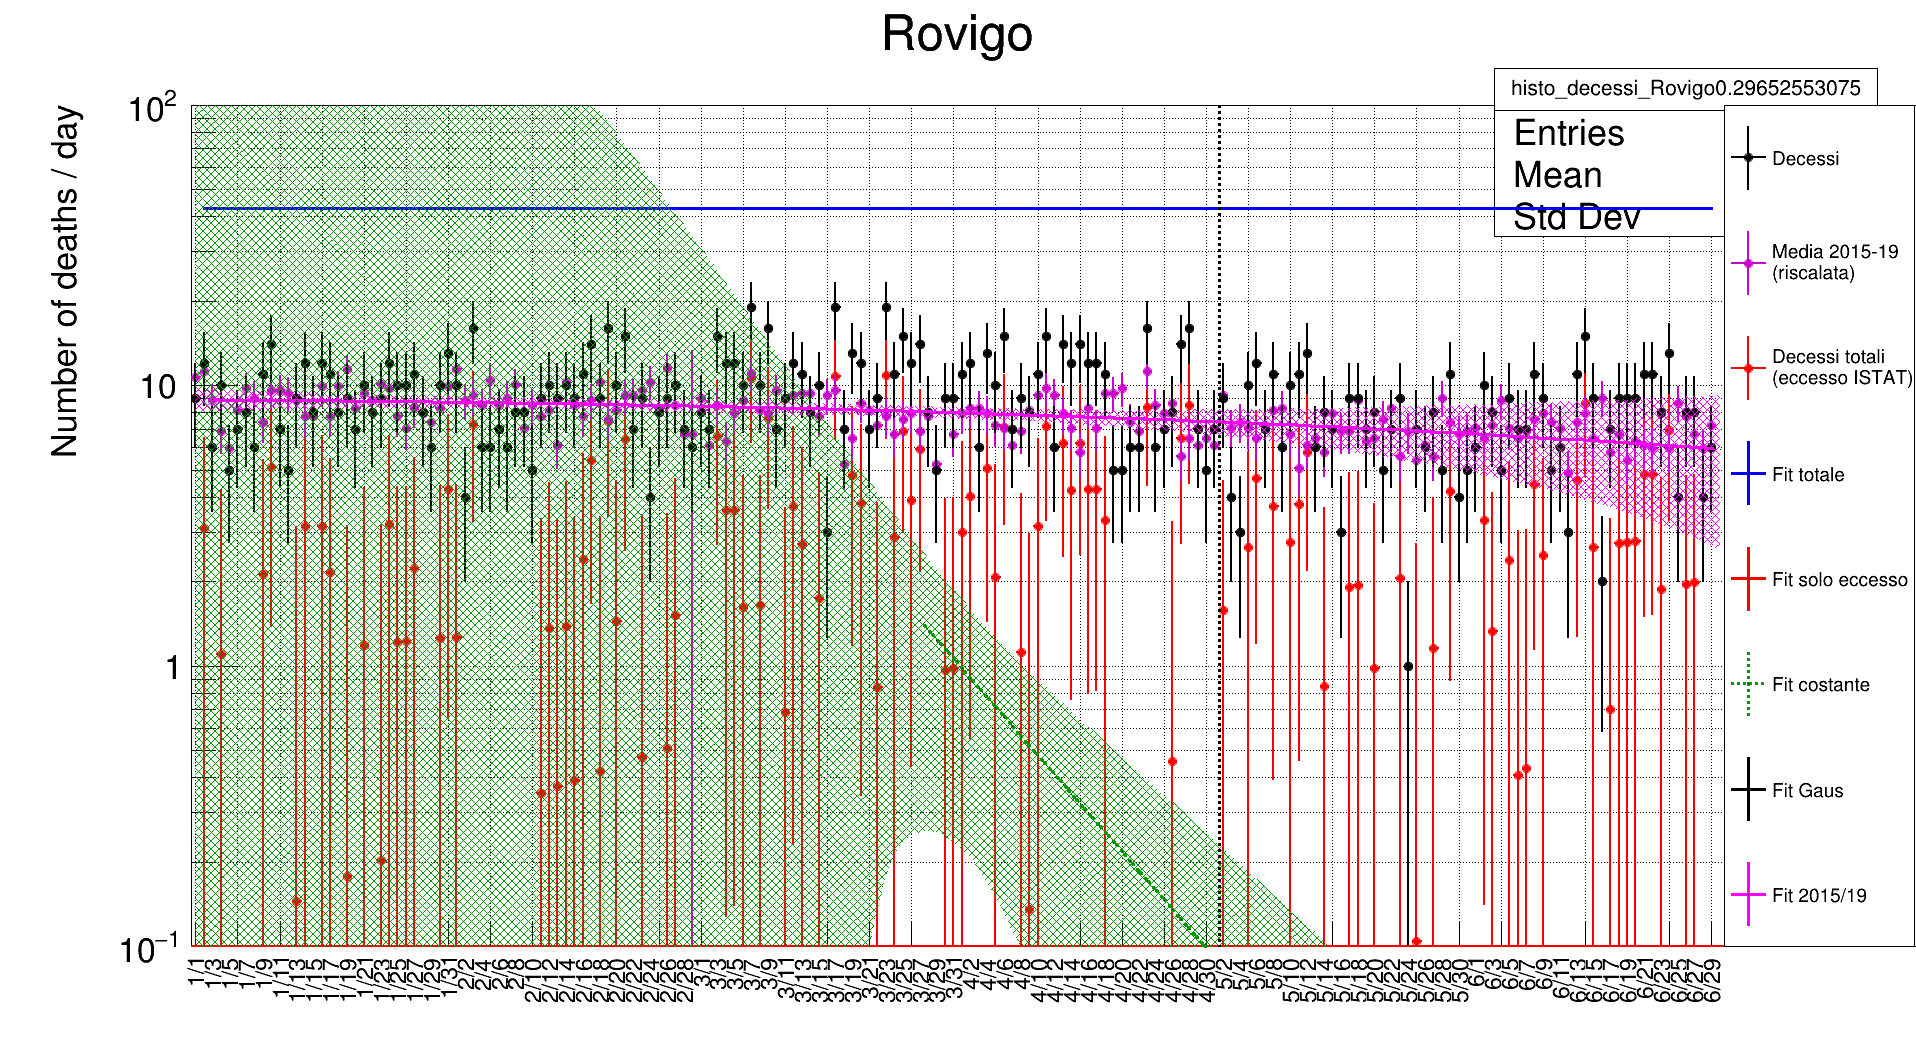 Rovigo
histo_decessi_Rovigo0.29652553075
Entries
Mean
Std Dev
Number of deaths / day
10²
10
1
10⁻¹
Decessi
Media 2015-19
(riscalata)
Decessi totali
(eccesso ISTAT)
Fit totale
Fit solo eccesso
Fit costante
Fit Gaus
Fit 2015/19
1/1 1/3 1/5 1/7 1/9 1/11 1/13 1/15 1/17 1/19 1/21 1/23 1/25 1/27 1/29 1/31 2/2 2/4 2/6 2/8 2/10 2/12 2/14 2/16 2/18 2/20 2/22 2/24 2/26 2/28 3/1 3/3 3/5 3/7 3/9 3/11 3/13 3/15 3/17 3/19 3/21 3/23 3/25 3/27 3/29 3/31 4/2 4/4 4/6 4/8 4/10 4/12 4/14 4/16 4/18 4/20 4/22 4/24 4/26 4/28 4/30 5/2 5/4 5/6 5/8 5/10 5/12 5/14 5/16 5/18 5/20 5/22 5/24 5/26 5/28 5/30 6/1 6/3 6/5 6/7 6/9 6/11 6/13 6/15 6/17 6/19 6/21 6/23 6/25 6/27 6/29